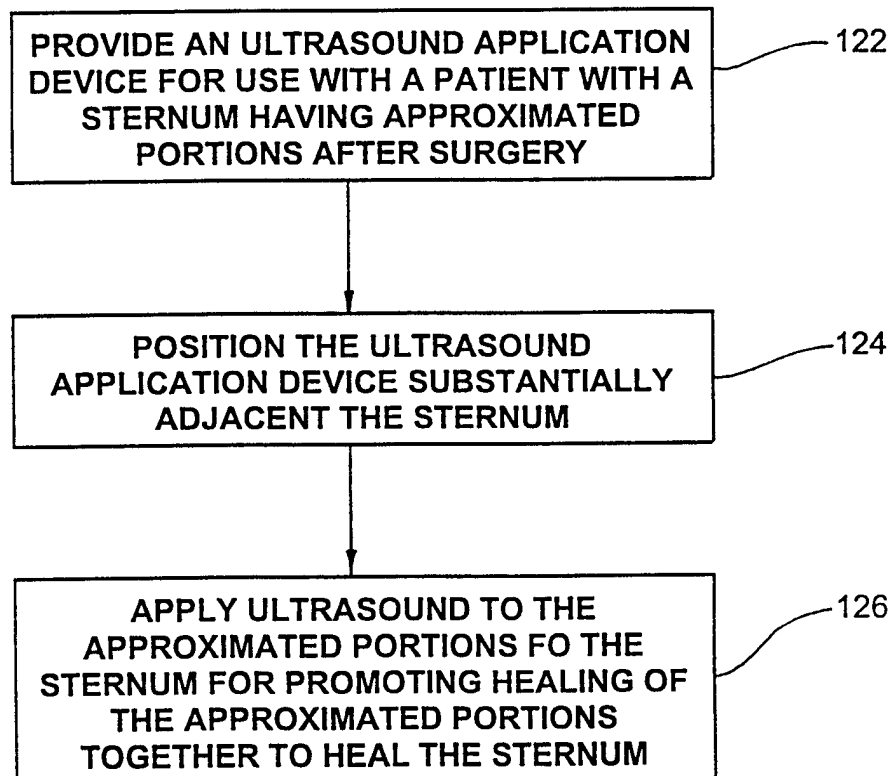 PROVIDE AN ULTRASOUND APPLICATION
DEVICE FOR USE WITH A PATIENT WITH A
STERNUM HAVING APPROXIMATED
PORTIONS AFTER SURGERY
122
POSITION THE ULTRASOUND
APPLICATION DEVICE SUBSTANTIALLY
ADJACENT THE STERNUM
124
APPLY ULTRASOUND TO THE
APPROXIMATED PORTIONS FO THE
STERNUM FOR PROMOTING HEALING OF
THE APPROXIMATED PORTIONS
TOGETHER TO HEAL THE STERNUM
126